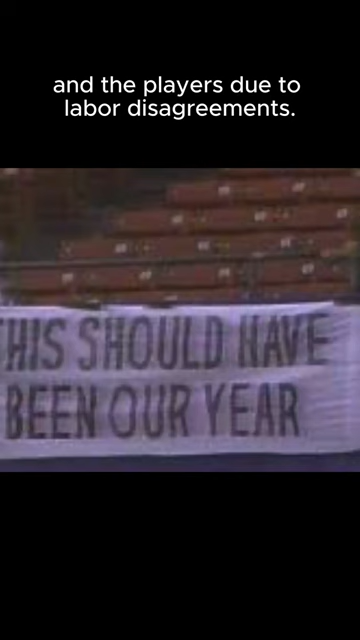 and the players due to
labor disagreements.
HIS SHOULD HAVE
BEEN OUR YEAR